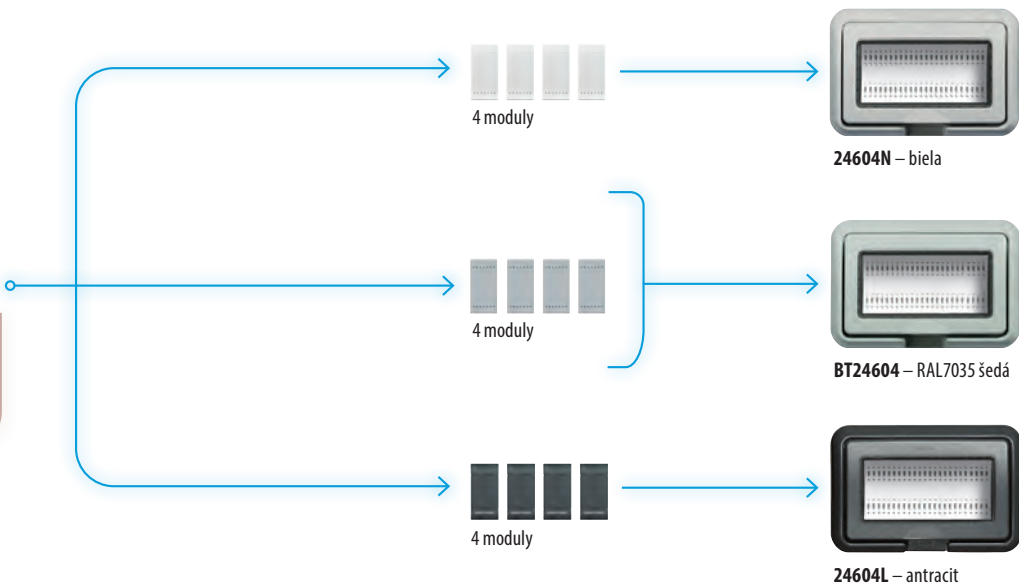 4 moduly
24604N – biela
4 moduly
BT24604 – RAL7035 šedá
4 moduly
24604L – antracit